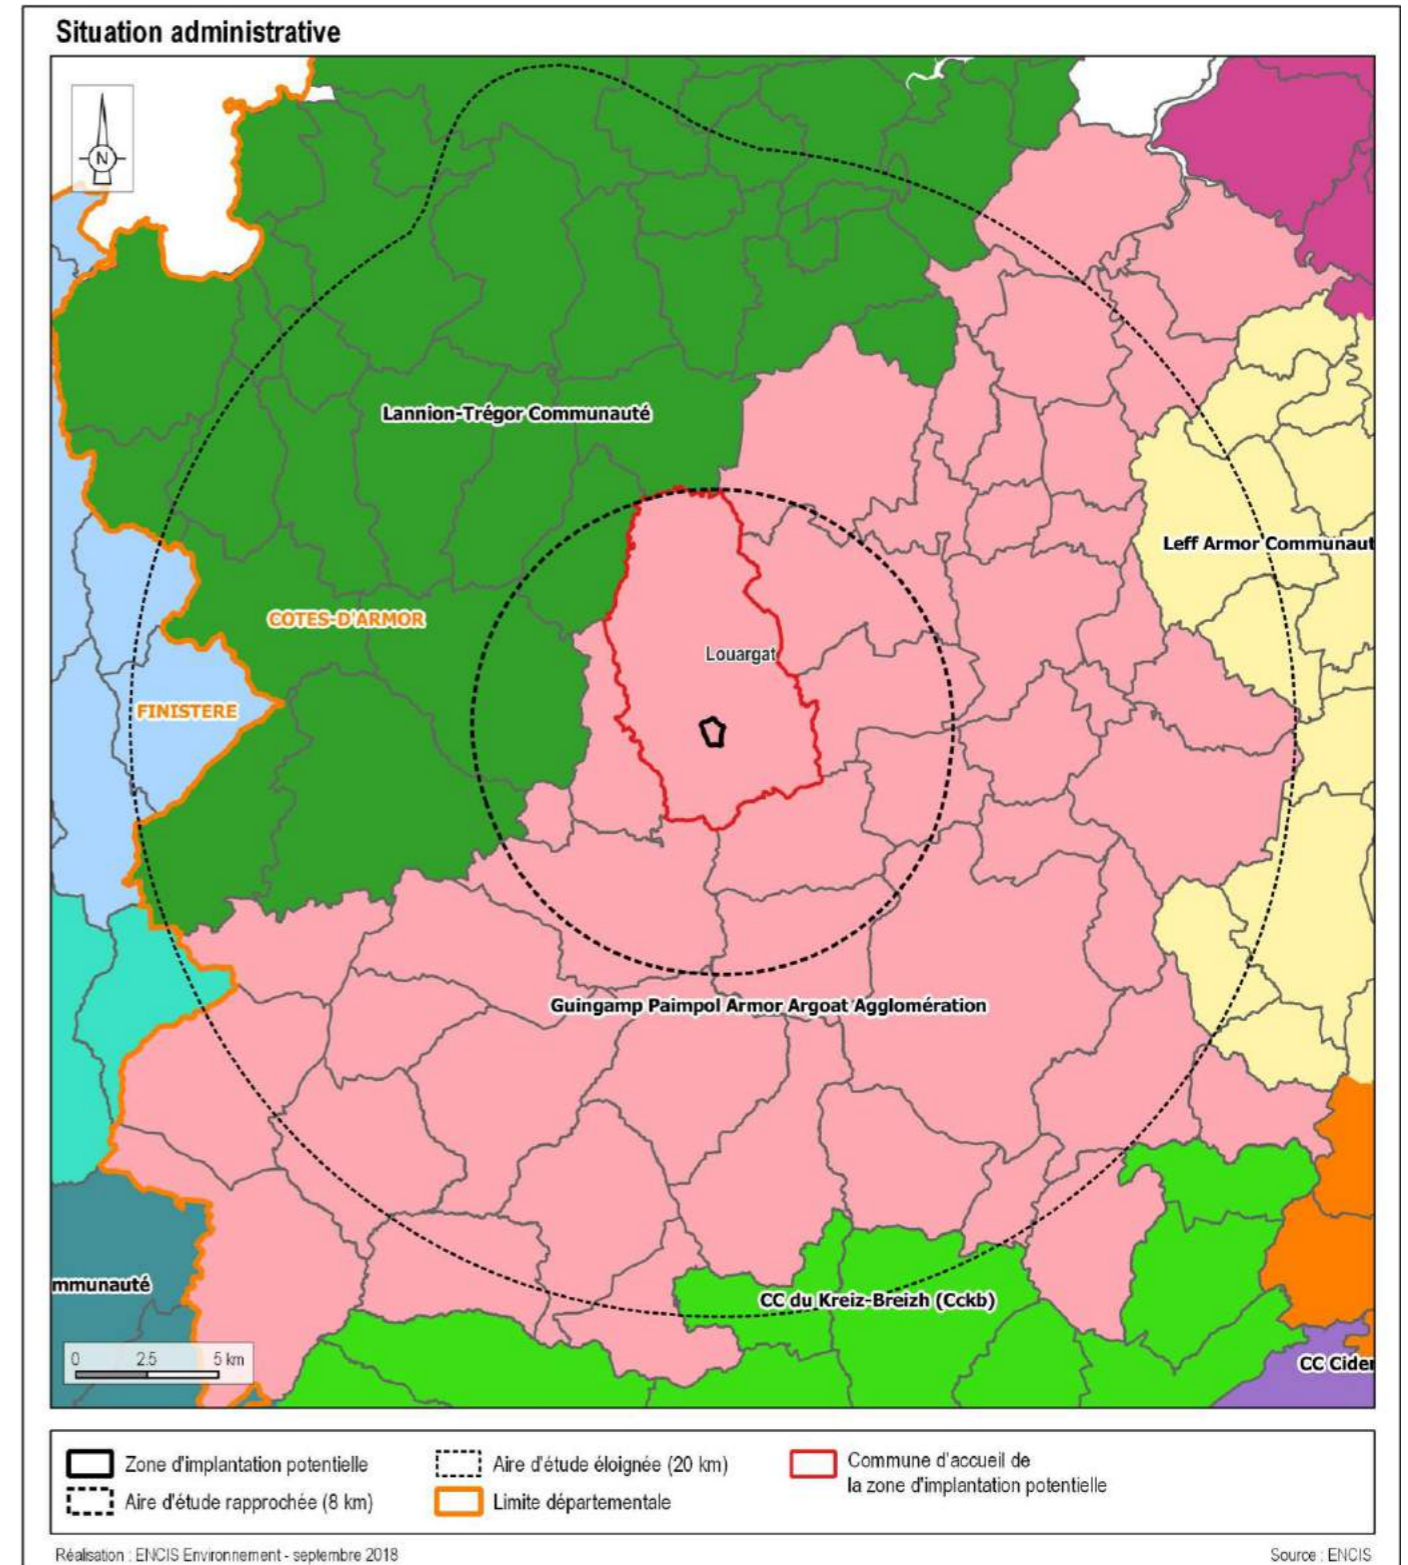 Situation administrative
N
Lannion-Trégor Communauté
Leff Armor Communaut
COTES-D'ARMOR
Louargat
FINISTERE
Guingamp Paimpol Armor Argoat Agglomération
mmunauté
CC du Kreiz-Breizh (Cckb)
0 2.5 5 km
CC Cider
Zone d'implantation potentielle
Aire d'étude rapprochée (8 km)
Aire d'étude éloignée (20 km)
Limite départementale
Commune d'accueil de
la zone d'implantation potentielle
Réalisation : ENCIS Environnement - septembre 2018
Source : ENCIS